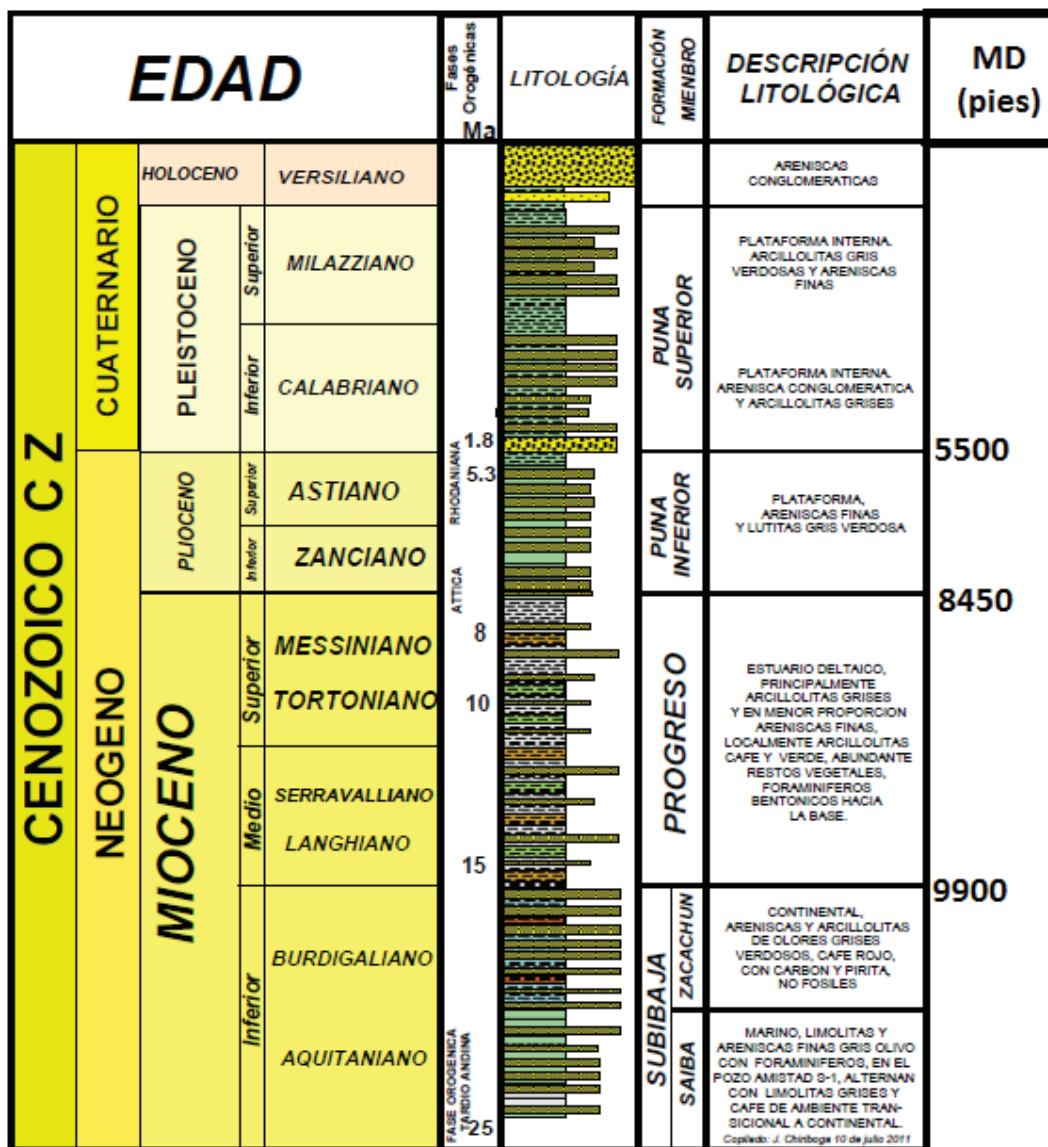 EDAD
Fases
Orogénicas
Ma
LITOLOGÍA
FORMACIÓN
MIENBRO
DESCRIPCIÓN
LITOLÓGICA
MD
(pies)
CENOZOICO C Z
CUATERNARIO
NEOGENO
HOLOCENO
VERSILIANO
PLEISTOCENO
Superior
MILAZZIANO
Inferior
CALABRIANO
PLIOCENO
Superior
ASTIANO
Inferior
ZANCIANO
MIOCENO
Superior
MESSINIANO
TORTONIANO
Medio
SERRAVALLIANO
LANGHIANO
Inferior
BURDIGALIANO
AQUITANIANO
RHODANIANA
1.8
5.3
ATTICA
8
10
15
FASE OROGENICA
TARDIO ANDINA
25
PUNA
SUPERIOR
PUNA
INFERIOR
PROGRESO
SUBIBAJA
ZACACHUN
SAIBA
ARENISCAS
CONGLOMERATICAS
PLATAFORMA INTERNA.
ARCILLOLITAS GRIS
VERDOSAS Y ARENISCAS
FINAS
PLATAFORMA INTERNA.
ARENISCA CONGLOMERATICA
Y ARCILLOLITAS GRISES
PLATAFORMA,
ARENISCAS FINAS
Y LUTITAS GRIS VERDOSA
ESTUARIO DELTAICO,
PRINCIPALMENTE
ARCILLOLITAS GRISES
Y EN MENOR PROPORCION
ARENISCAS FINAS,
LOCALMENTE ARCILLOLITAS
CAFE Y VERDE, ABUNDANTE
RESTOS VEGETALES,
FORAMINIFEROS
BENTONICOS HACIA
LA BASE.
CONTINENTAL,
ARENISCAS Y ARCILLOLITAS
DE OLORES GRISES
VERDOSOS, CAFE ROJO,
CON CARBON Y PIRITA,
NO FOSILES
MARINO, LIMOLITAS Y
ARENISCAS FINAS GRIS OLIVO
CON FORAMINIFEROS, EN EL
POZO AMISTAD S-1, ALTERNAN
CON LIMOLITAS GRISES Y
CAFE DE AMBIENTE TRAN-
SICIONAL A CONTINENTAL.
Copilado: J. Chiriboga 10 de julio 2011
5500
8450
9900